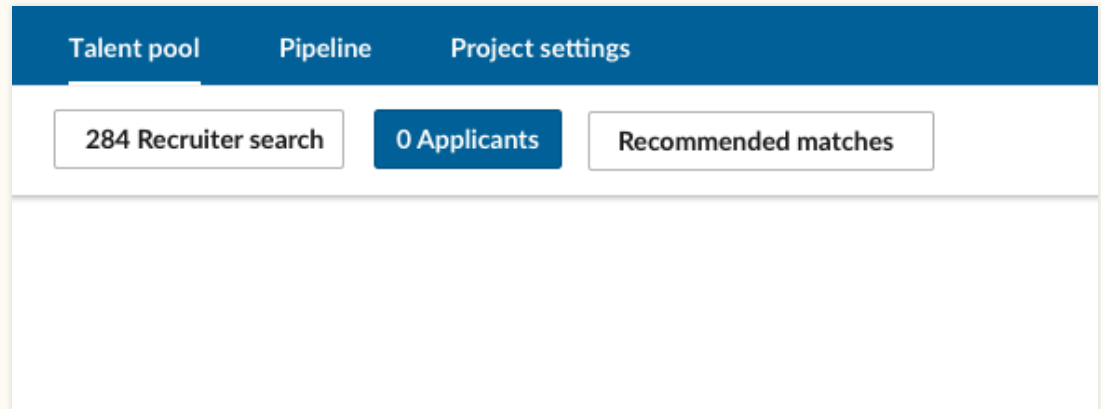 Talent pool Pipeline Project settings
284 Recruiter search 0 Applicants Recommended matches